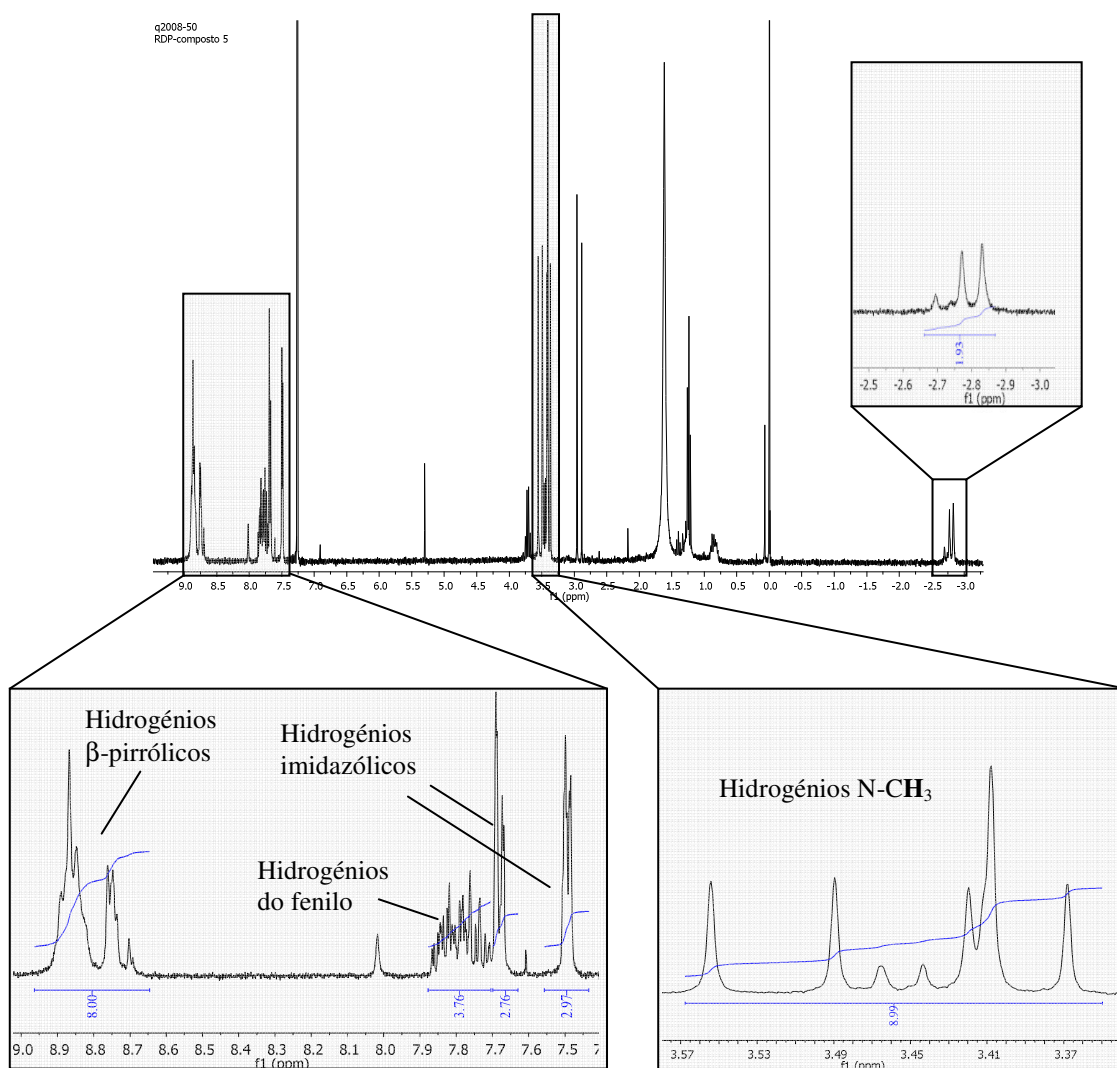 q2008-50
RDP-composto 5
9.0 8.5 8.0 7.5 7.0 6.5 6.0 5.5 5.0 4.5 4.0 3.5 3.0 2.5 2.0 1.5 1.0 0.5 0.0 -0.5 -1.0 -1.5 -2.0 -2.5 -3.0
f1 (ppm)
1.93
-2.5 -2.6 -2.7 -2.8 -2.9 -3.0
f1 (ppm)
Hidrogénios
β-pirrólicos
Hidrogénios
imidazólicos
Hidrogénios
do fenilo
8.00
3.76
2.76
2.97
9.0 8.9 8.8 8.7 8.6 8.5 8.4 8.3 8.2 8.1 8.0 7.9 7.8 7.7 7.6 7.5
f1 (ppm)
Hidrogénios N-CH₃
8.99
3.57 3.53 3.49 3.45 3.41 3.37
f1 (ppm)